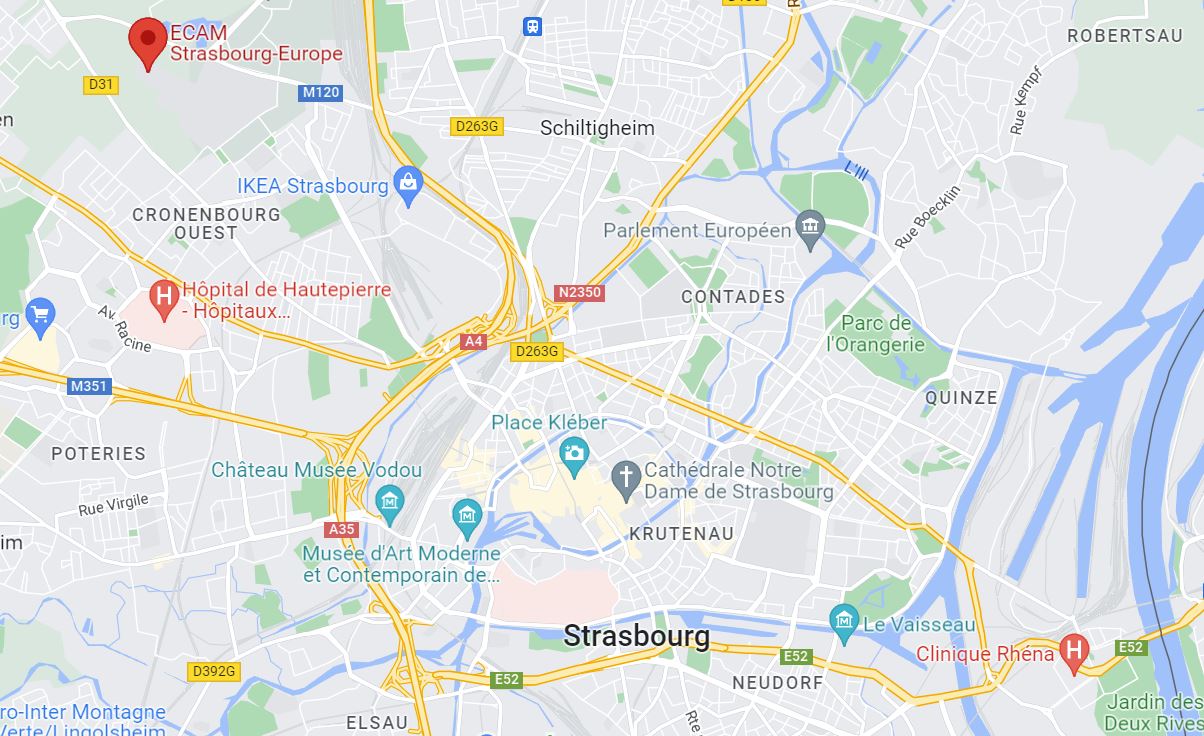 ECAM
Strasbourg-Europe
ROBERTSAU
D31
M120
Rue Kempf
en
D263G
Schiltigheim
L'Ill
IKEA Strasbourg
CRONENBOURG
OUEST
Rue Boecklin
Parlement Européen
Hôpital de Hautepierre
- Hôpitaux...
N2350
CONTADES
Av. Racine
rg
Parc de
l'Orangerie
A4
D263G
M351
QUINZE
Place Kléber
POTERIES
Château Musée Vodou
Cathédrale Notre
Dame de Strasbourg
Rue Virgile
A35
KRUTENAU
im
Musée d'Art Moderne
et Contemporain de...
Strasbourg
Le Vaisseau
Clinique Rhéna
E52
E52
D392G
E52
NEUDORF
Jardin des
Deux Rives
ro-Inter Montagne
Verte/Lingolsheim
ELSAU
Rte